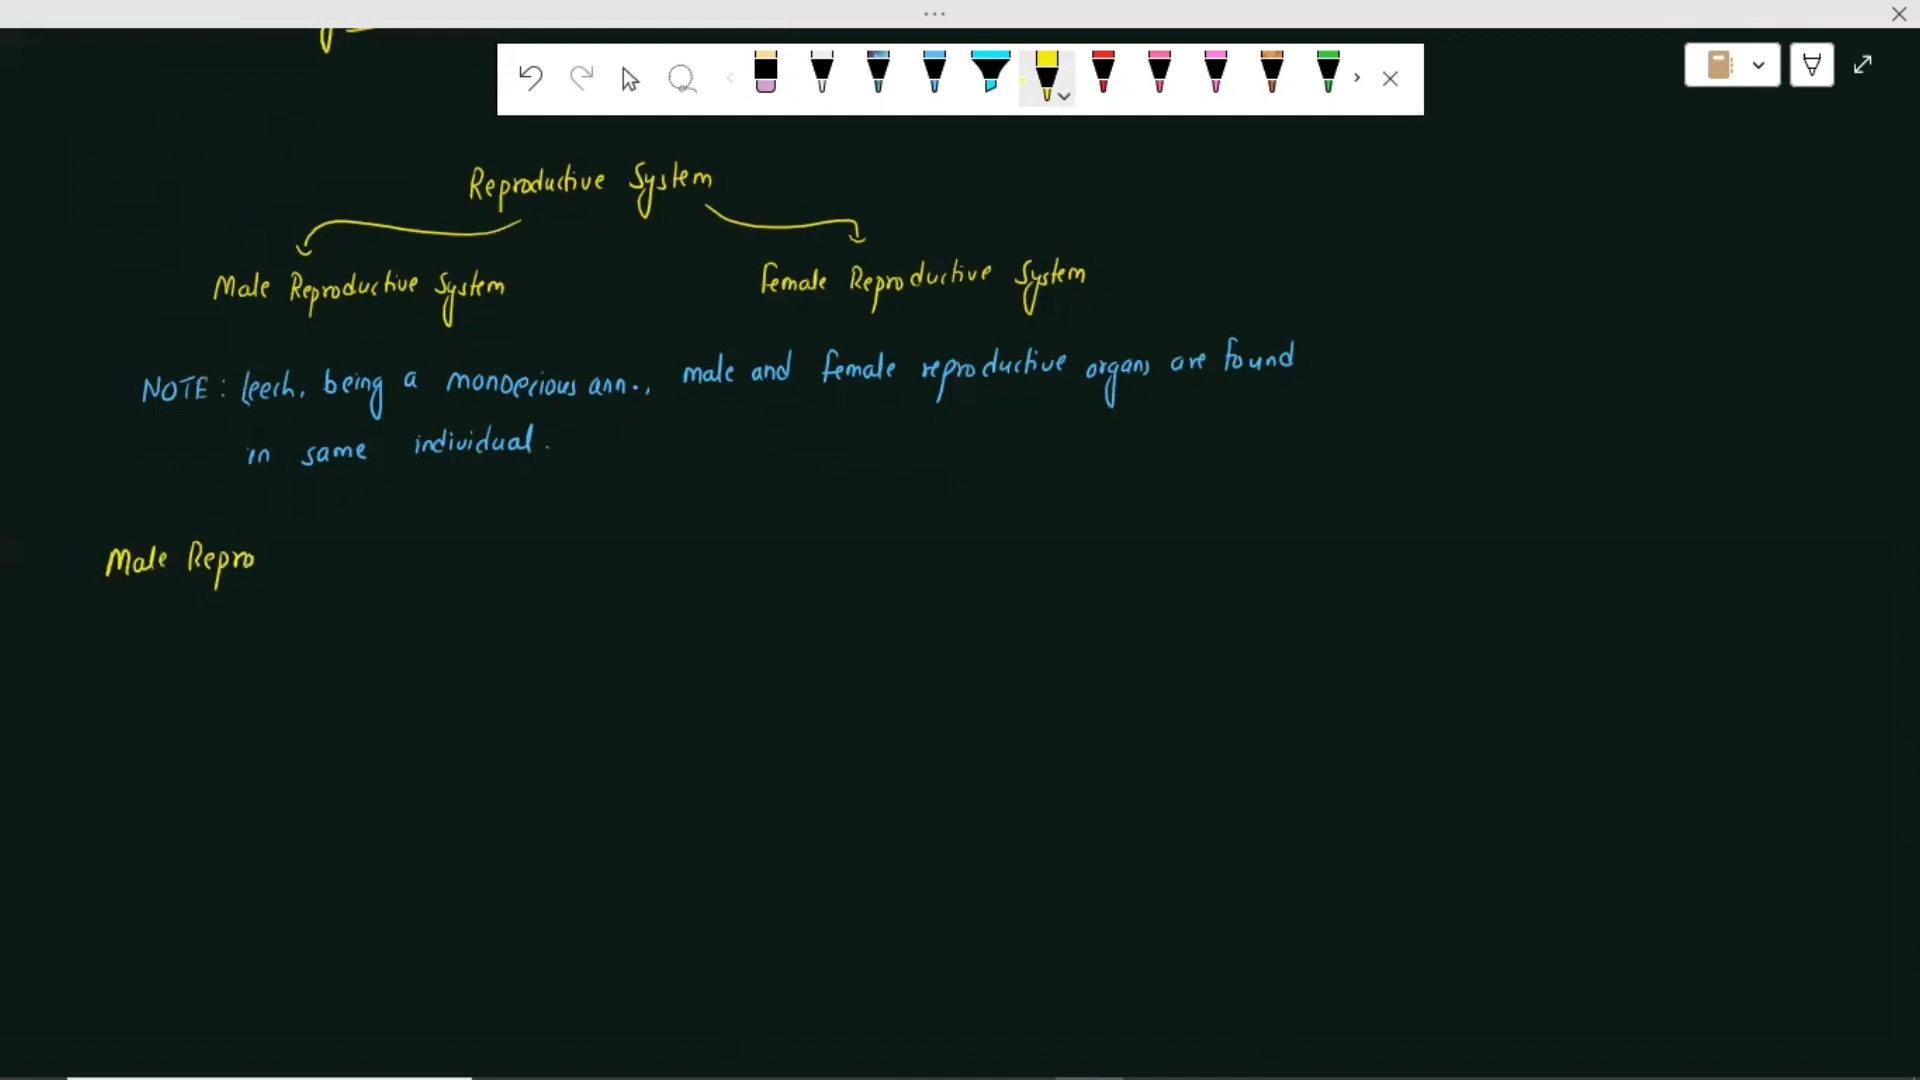 Reproductive System
Male Reproductive System
Female Reproductive System
NOTE : leech, being a monoecious ann., male and female reproductive organs are found
in same individual.
Male Repro